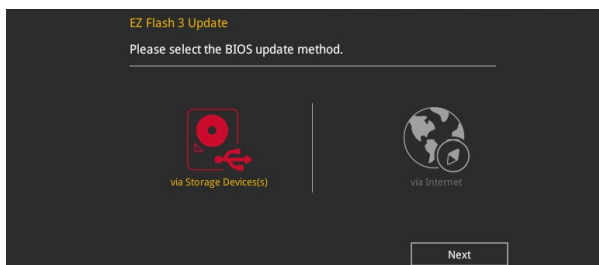 EZ Flash 3 Update
Please select the BIOS update method.
via Storage Devices(s)
via Internet
Next